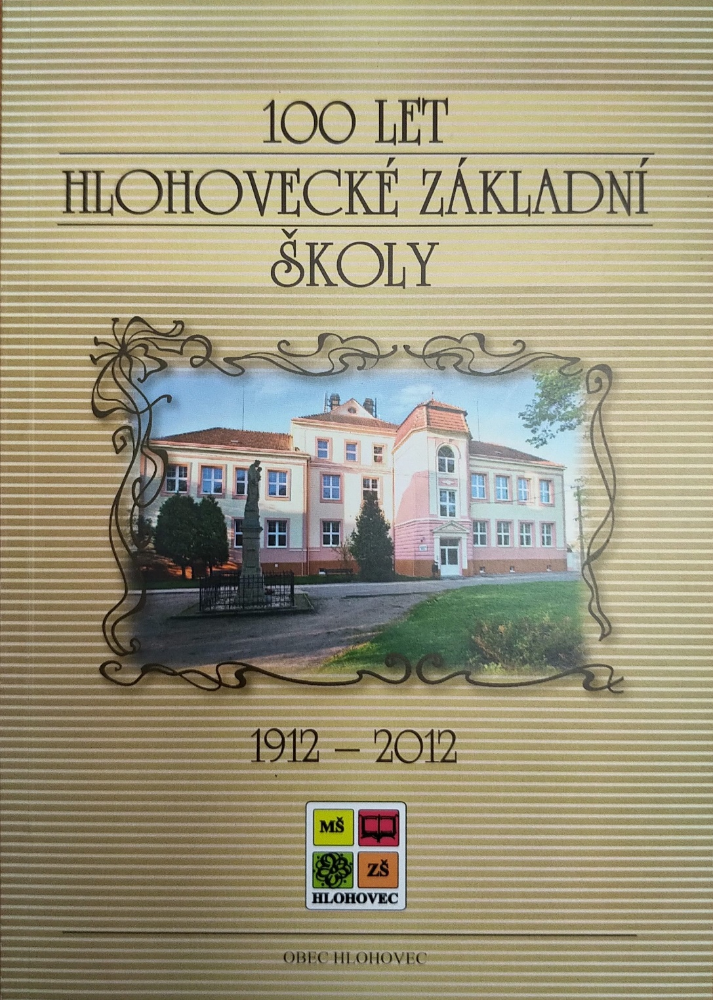 100 LET
HLOHOVECKÉ ZÁKLADNÍ
ŠKOLY
1912 – 2012
MŠ
ZŠ
HLOHOVEC
OBEC HLOHOVEC